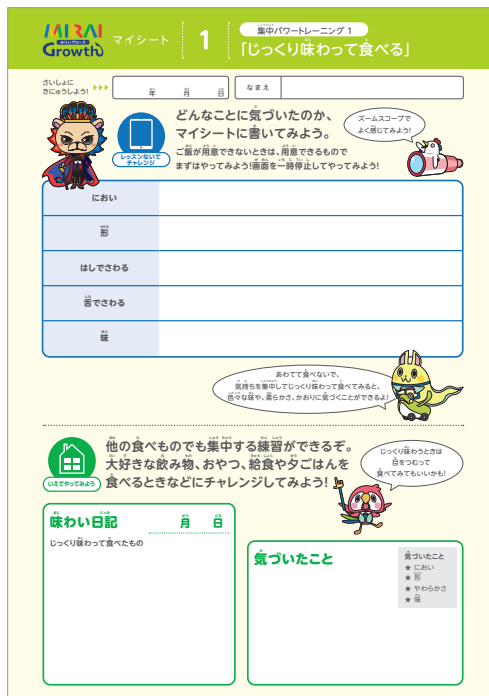 MIRAI
みらいグロース
Growth
マイシート
1
集中パワートレーニング 1
「じっくり味わって食べる」
さいしょに
きにゅうしよう!
年 月 日
なまえ
どんなことに気づいたのか、
マイシートに書いてみよう。
ご飯が用意できないときは、用意できるもので
まずはやってみよう!画面を一時停止してやってみよう!
レッスンないで
チャレンジ
ズームスコープで
よく感じてみよう!
におい
形
はしでさわる
舌でさわる
味
あわてて食べないで、
気持ちを集中してじっくり味わって食べてみると、
色々な味や、柔らかさ、かおりに気づくことができるよ!
いえでやってみよう
他の食べものでも集中する練習ができるぞ。
大好きな飲み物、おやつ、給食や夕ごはんを
食べるときなどにチャレンジしてみよう!
じっくり味わうときは
目をつむって
食べてみてもいいかも!
味わい日記 月 日
じっくり味わって食べたもの
気づいたこと
気づいたこと
★ におい
★ 形
★ やわらかさ
★ 味